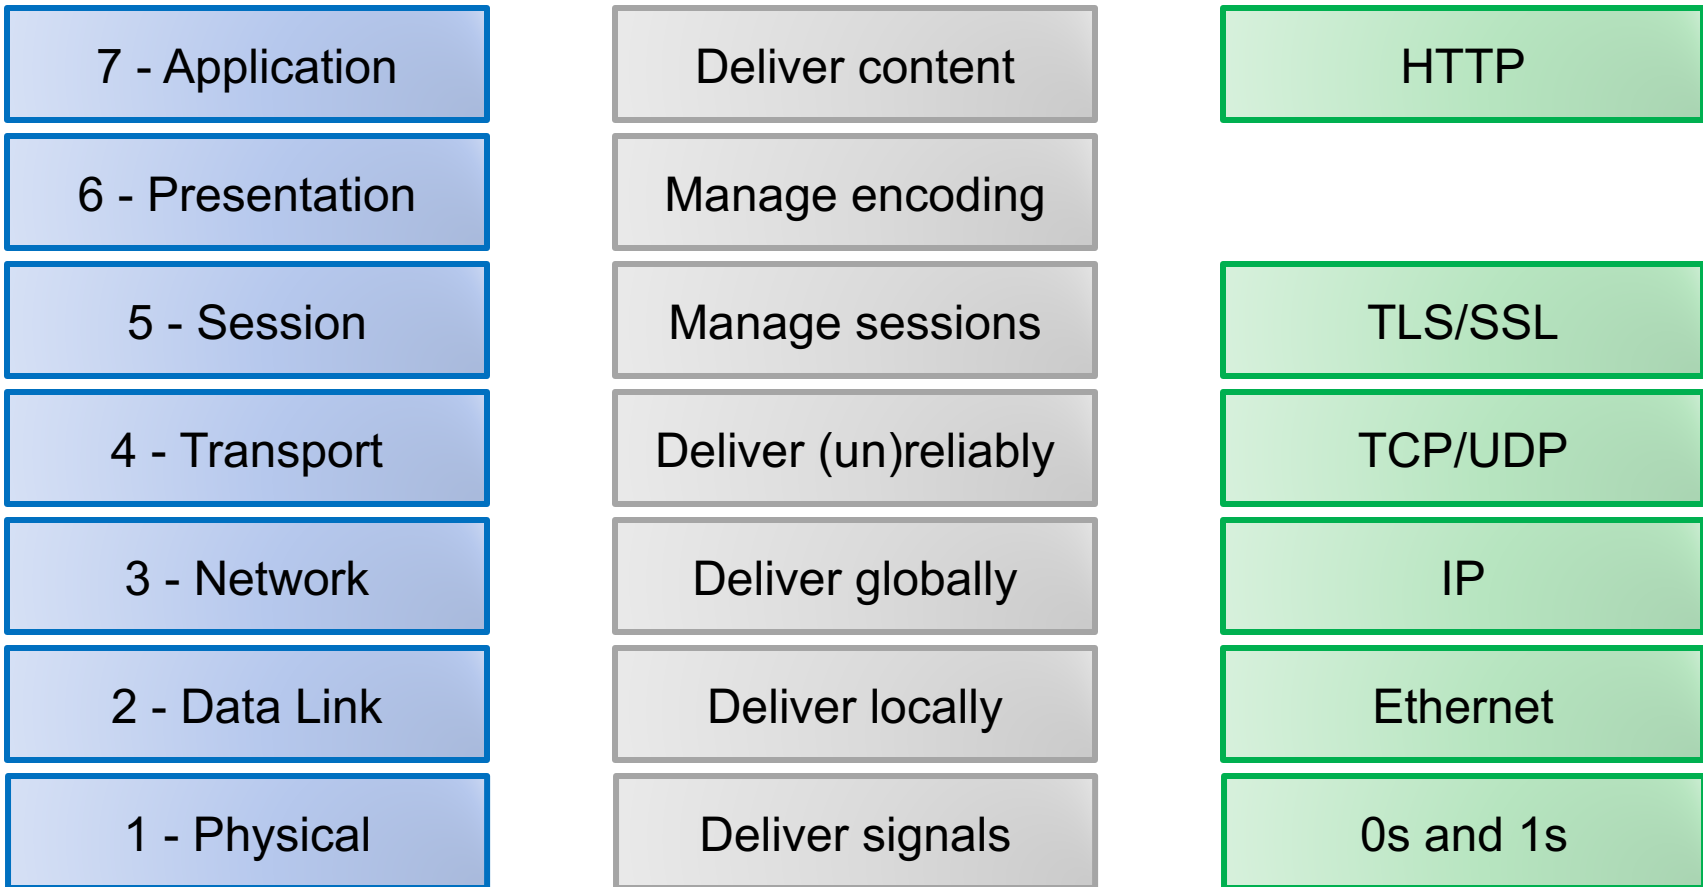 7 - Application
Deliver content
HTTP
6 - Presentation
Manage encoding
5 - Session
Manage sessions
TLS/SSL
4 - Transport
Deliver (un)reliably
TCP/UDP
3 - Network
Deliver globally
IP
2 - Data Link
Deliver locally
Ethernet
1 - Physical
Deliver signals
0s and 1s